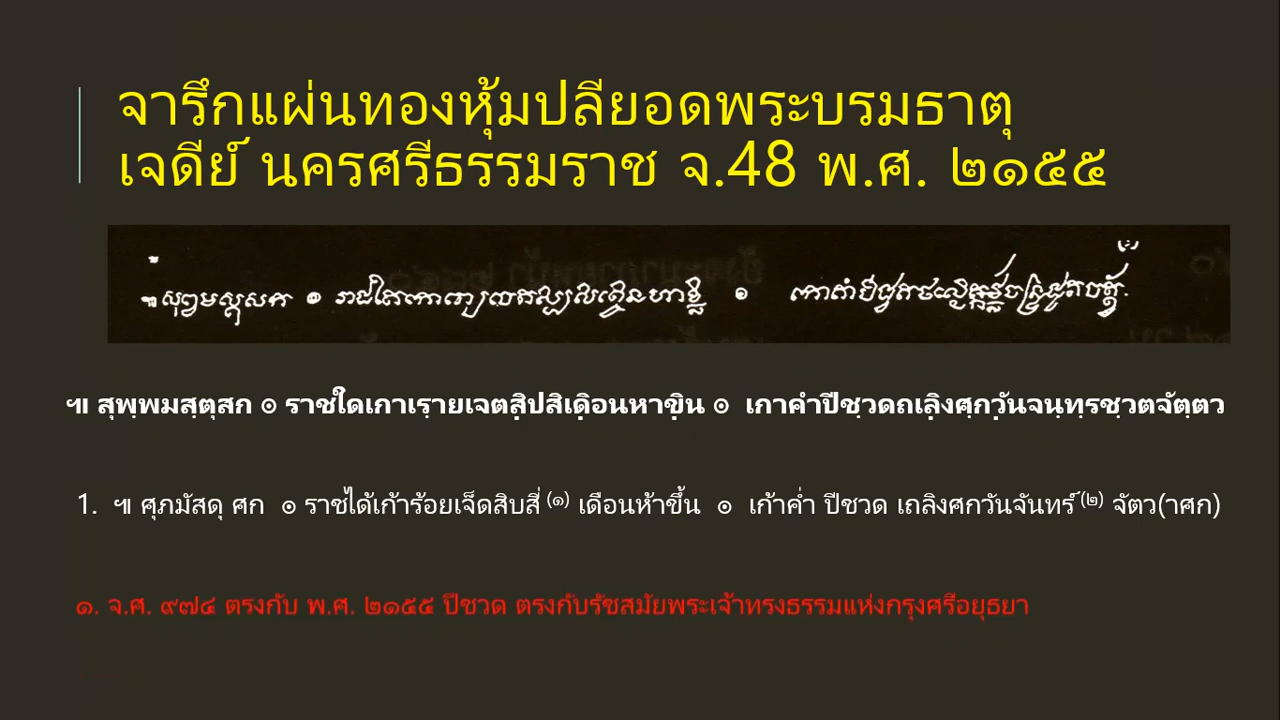 จารึกแผ่นทองหุ้มปลียอดพระบรมธาตุ
เจดีย์ นครศรีธรรมราช จ.48 พ.ศ. ๒๑๕๕
๚ สุพฺพมสฺตุสก ๏ ราชใดเกาเรฺายเจตสิฺปสิเดิฺอนหาขิฺน ๏ เกาคำปีชฺวดถเลิฺงศฺกวัฺนจนฺทฺรชฺวตจัตฺตว
1. ๚ ศุภมัสดุ ศก ๏ ราชได้เก้าร้อยเจ็ดสิบสี่ (๑) เดือนห้าขึ้น ๏ เก้าค่ำ ปีชวด เถลิงศกวันจันทร์ (๒) จัตว(าศก)
๑. จ.ศ. ๙๗๔ ตรงกับ พ.ศ. ๒๑๕๕ ปีชวด ตรงกับรัชสมัยพระเจ้าทรงธรรมแห่งกรุงศรีอยุธยา